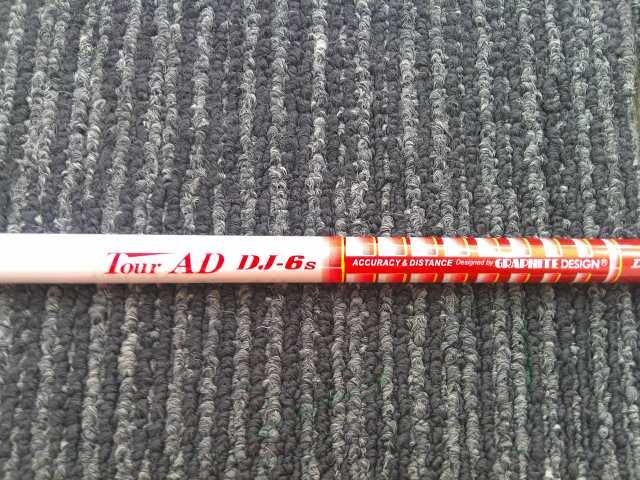 Tour AD DJ-6s ACCURACY & DISTANCE Designed by GRAPHITE DESIGN®